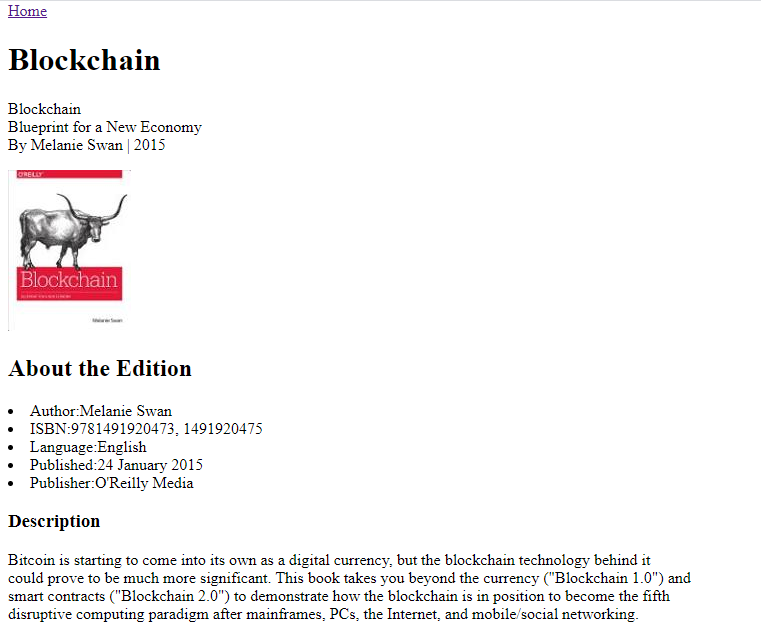 Home
Blockchain
Blockchain
Blueprint for a New Economy
By Melanie Swan | 2015
O'REILLY
Blockchain
BLUEPRINT FOR A NEW ECONOMY
Melanie Swan
About the Edition
Author:Melanie Swan
ISBN:9781491920473, 1491920475
Language:English
Published:24 January 2015
Publisher:O'Reilly Media
Description
Bitcoin is starting to come into its own as a digital currency, but the blockchain technology behind it
could prove to be much more significant. This book takes you beyond the currency ("Blockchain 1.0") and
smart contracts ("Blockchain 2.0") to demonstrate how the blockchain is in position to become the fifth
disruptive computing paradigm after mainframes, PCs, the Internet, and mobile/social networking.